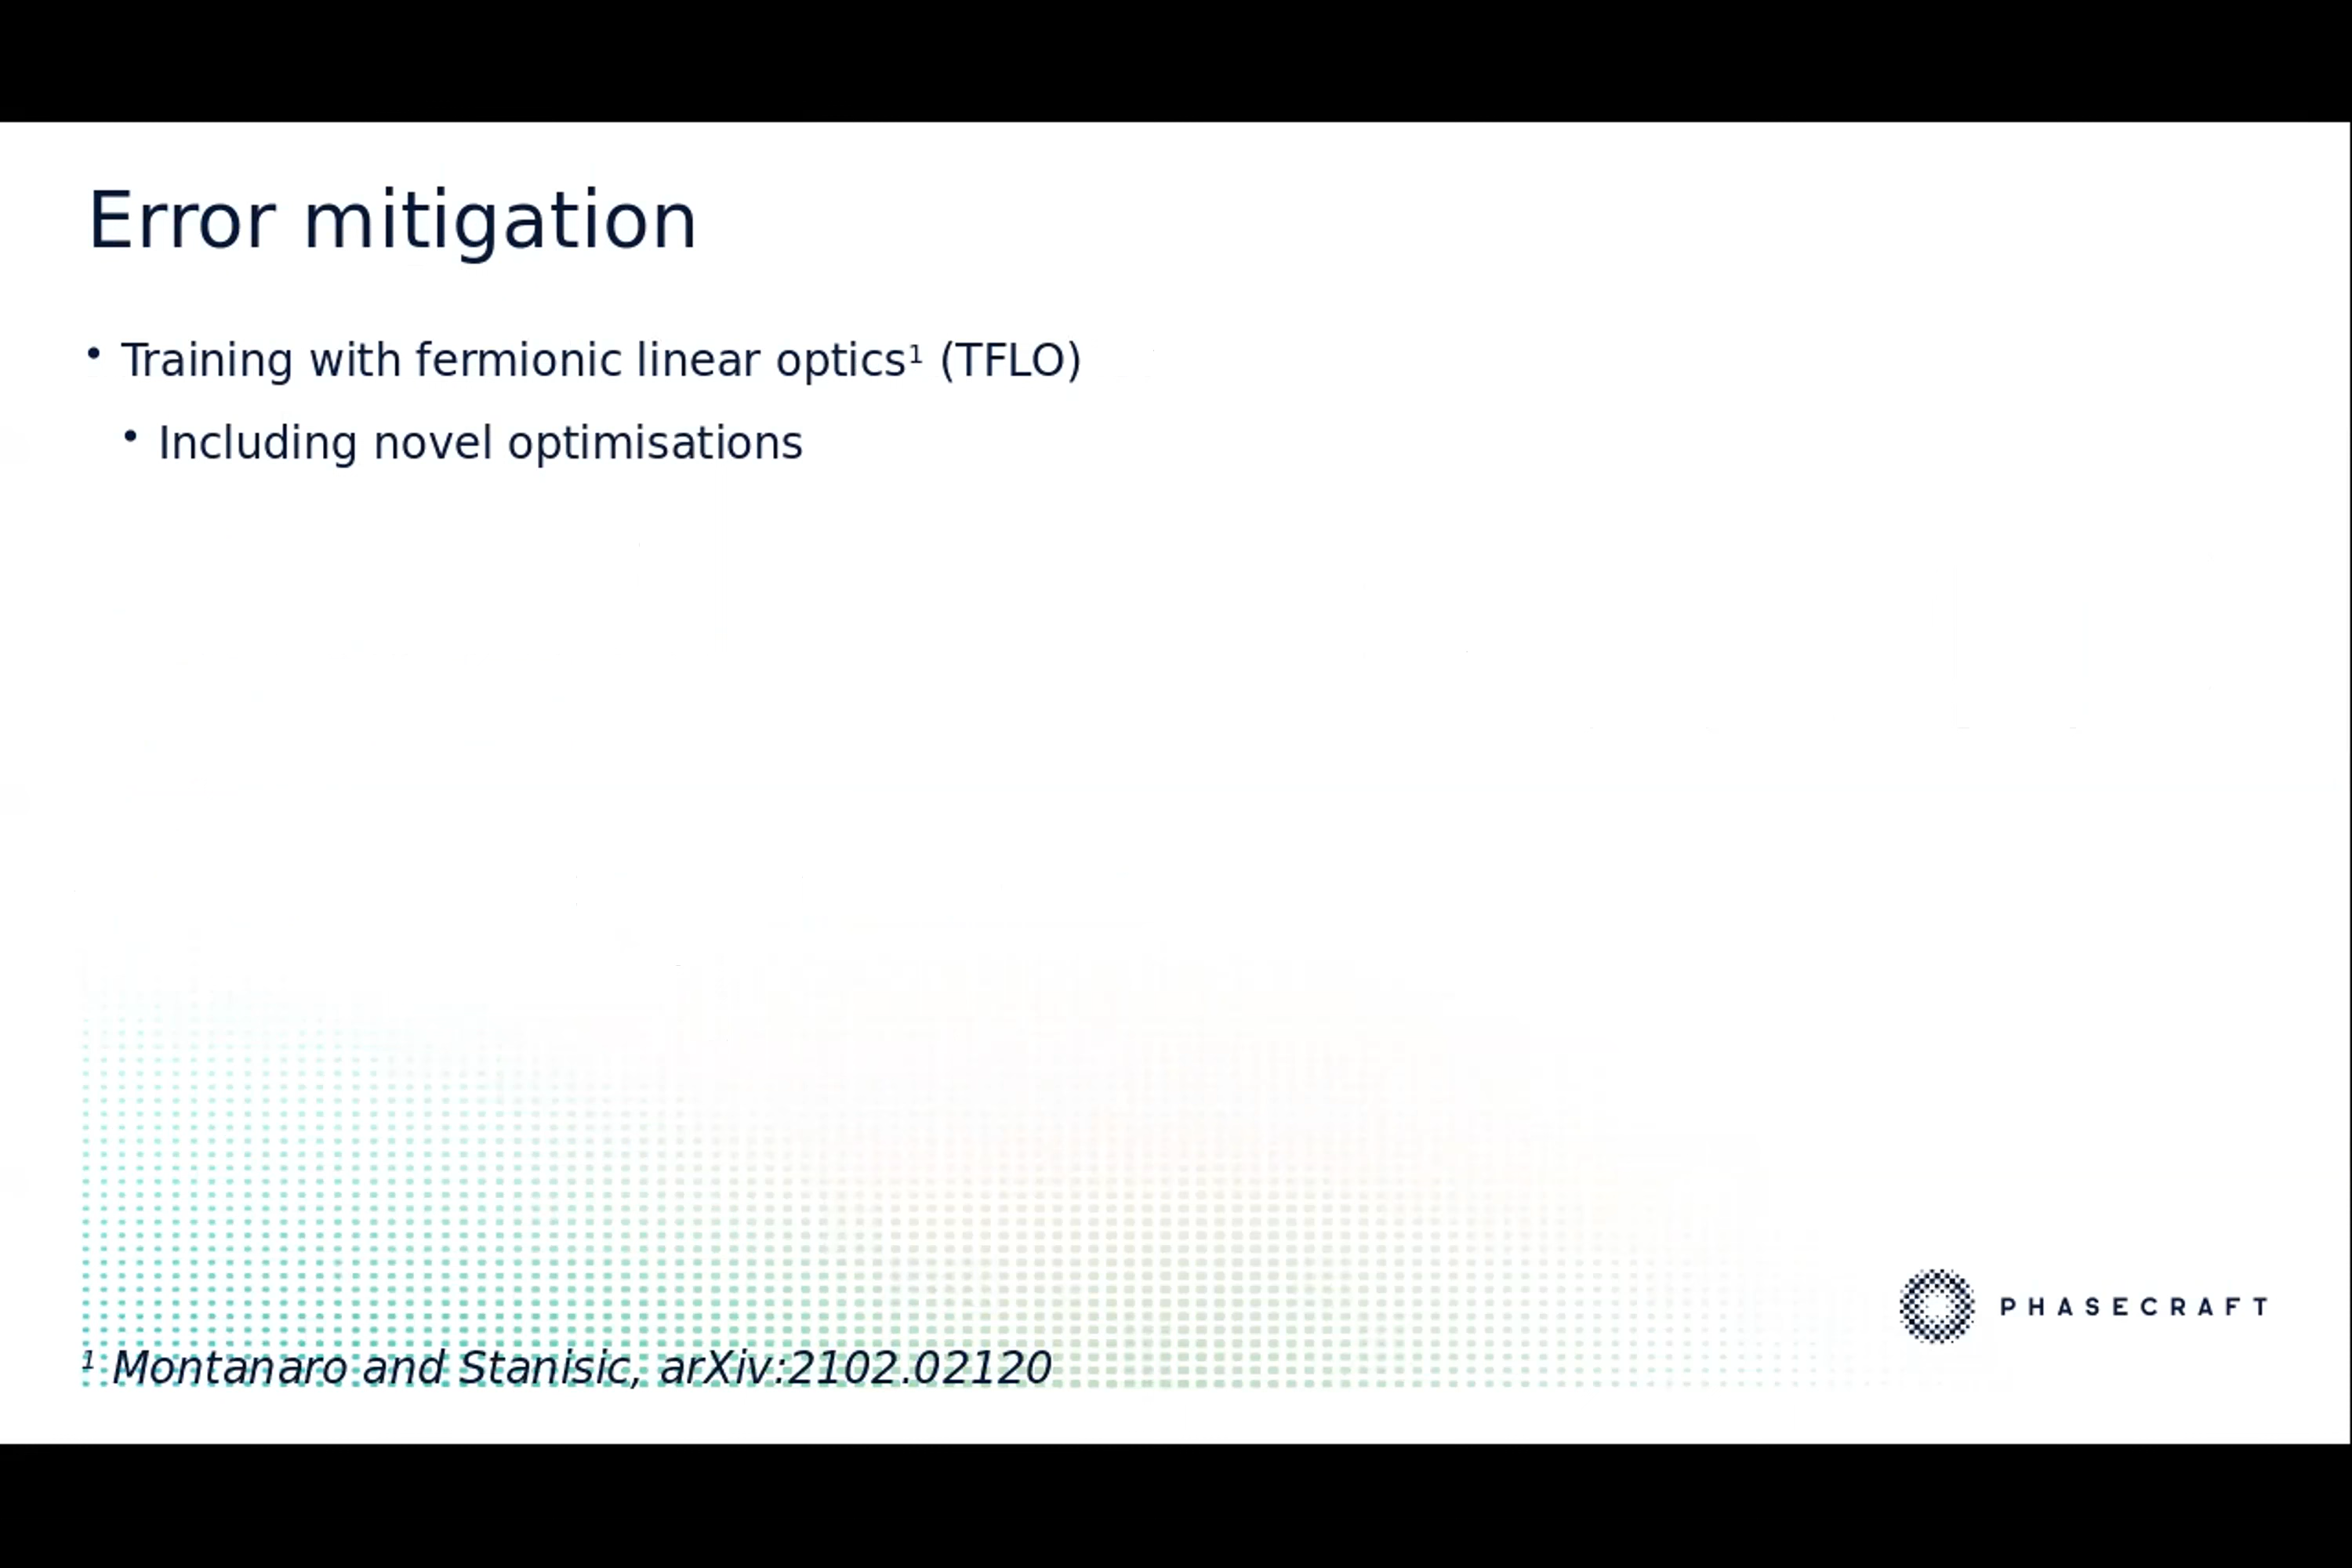 Error mitigation
• Training with fermionic linear optics¹ (TFLO)
• Including novel optimisations
PHASECRAFT
¹ Montanaro and Stanisic, arXiv:2102.02120